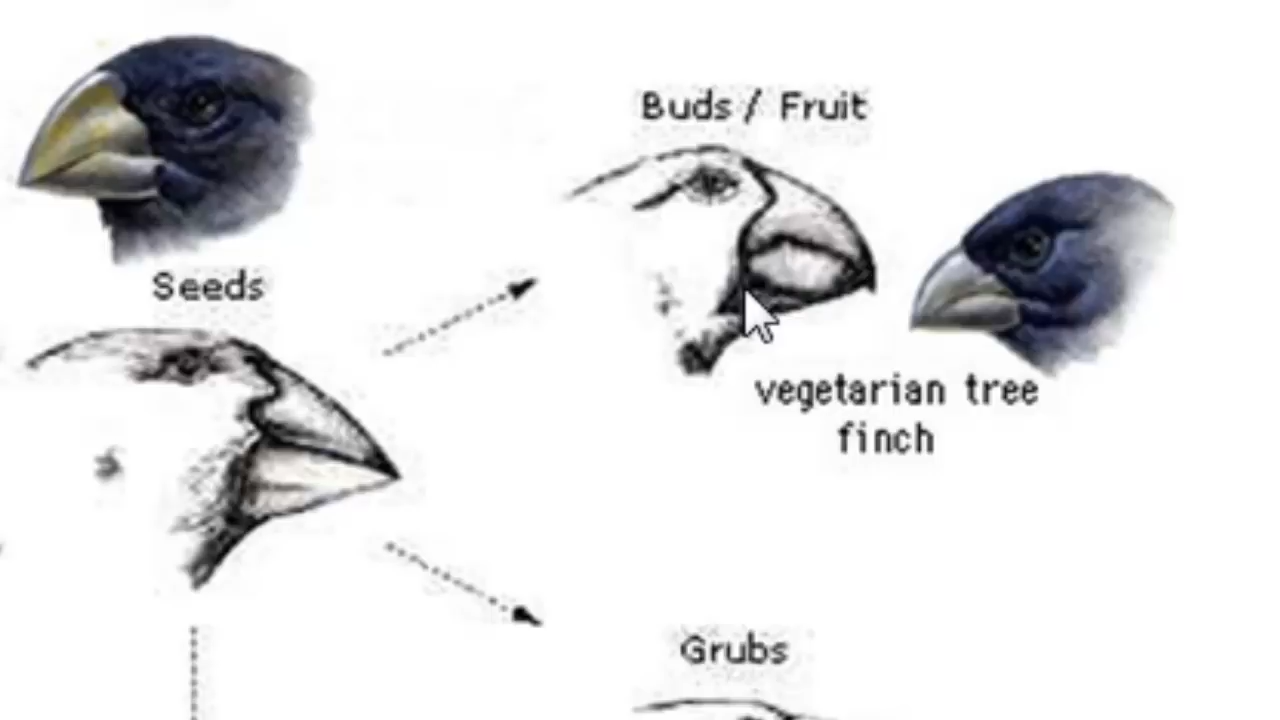 Buds / Fruit
Seeds
vegetarian tree
finch
Grubs